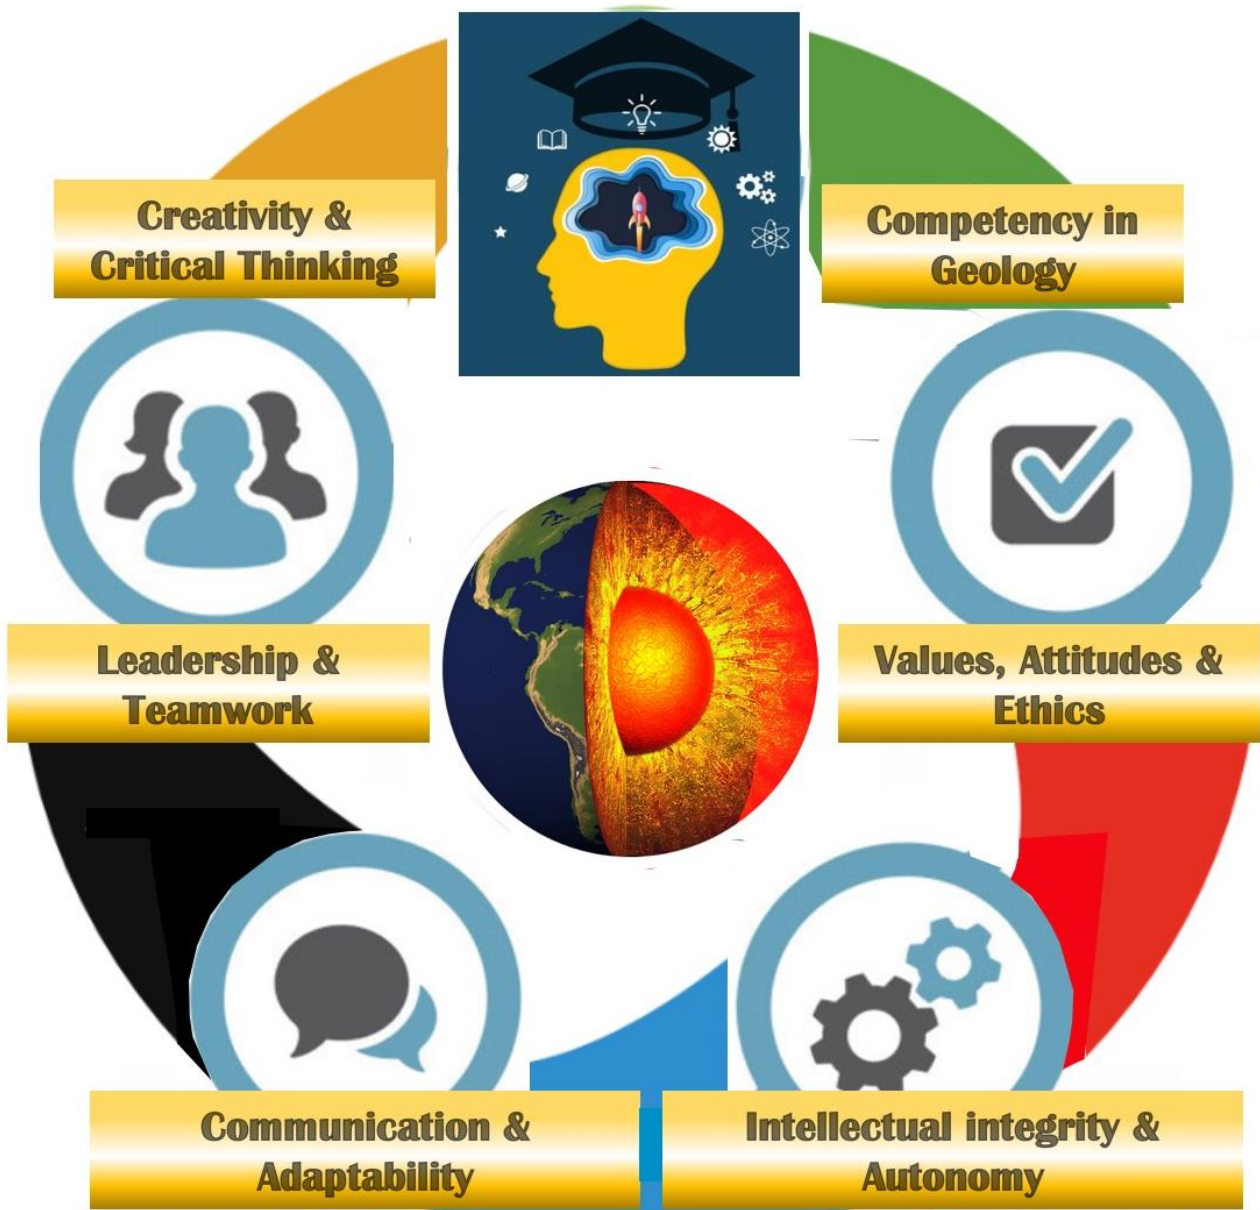 Creativity &
Critical Thinking
Competency in
Geology
Leadership &
Teamwork
Values, Attitudes &
Ethics
Communication &
Adaptability
Intellectual integrity &
Autonomy